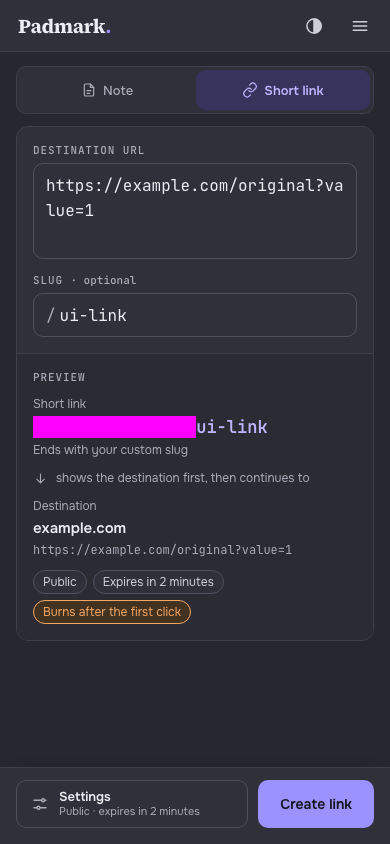 Padmark.
Note
Short link
DESTINATION URL
https://example.com/original?va
lue=1
SLUG · optional
/ ui-link
PREVIEW
Short link
ui-link
Ends with your custom slug
↓ shows the destination first, then continues to
Destination
example.com
https://example.com/original?value=1
Public
Expires in 2 minutes
Burns after the first click
Settings
Public · expires in 2 minutes
Create link